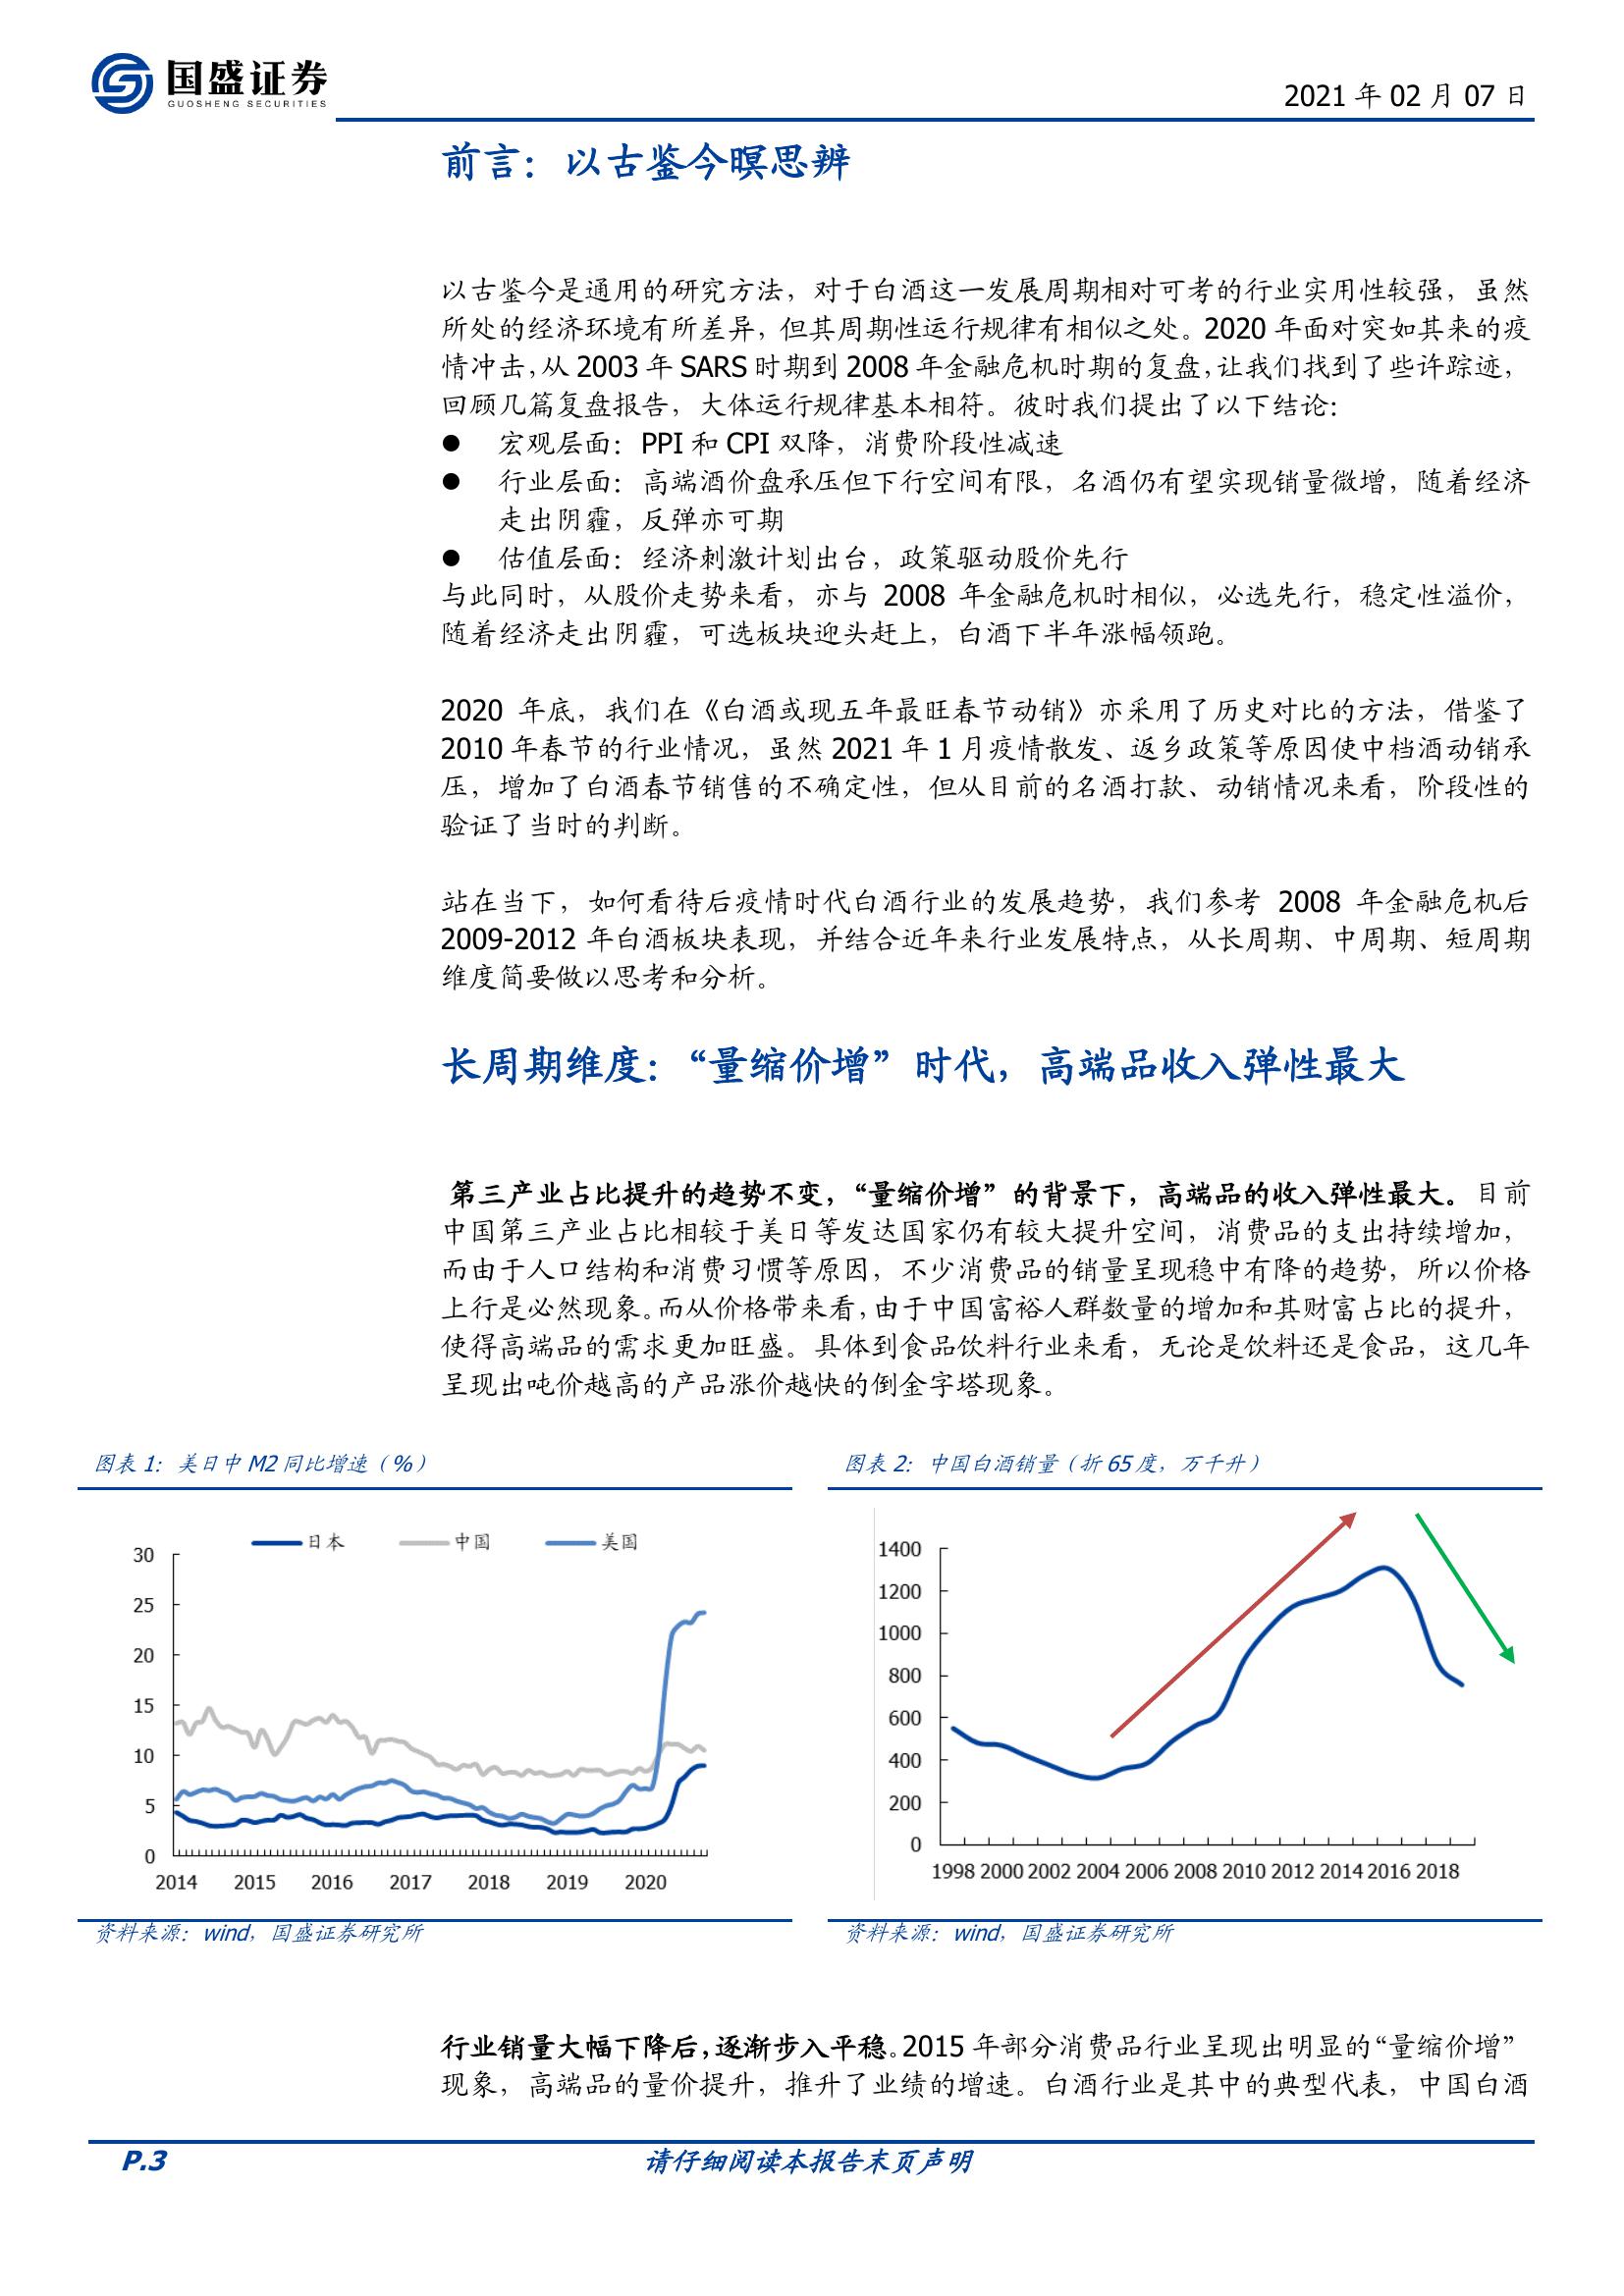 国盛证券
GUOSHENG SECURITIES
2021 年 02 月 07 日
前言：以古鉴今暝思辨
以古鉴今是通用的研究方法，对于白酒这一发展周期相对可考的行业实用性较强，虽然
所处的经济环境有所差异，但其周期性运行规律有相似之处。2020 年面对突如其来的疫
情冲击，从 2003 年 SARS 时期到 2008 年金融危机时期的复盘，让我们找到了些许踪迹，
回顾几篇复盘报告，大体运行规律基本相符。彼时我们提出了以下结论：
● 宏观层面：PPI 和 CPI 双降，消费阶段性减速
● 行业层面：高端酒价盘承压但下行空间有限，名酒仍有望实现销量微增，随着经济
走出阴霾，反弹亦可期
● 估值层面：经济刺激计划出台，政策驱动股价先行
与此同时，从股价走势来看，亦与 2008 年金融危机时相似，必选先行，稳定性溢价，
随着经济走出阴霾，可选板块迎头赶上，白酒下半年涨幅领跑。
2020 年底，我们在《白酒或现五年最旺春节动销》亦采用了历史对比的方法，借鉴了
2010 年春节的行业情况，虽然 2021 年 1 月疫情散发、返乡政策等原因使中档酒动销承
压，增加了白酒春节销售的不确定性，但从目前的名酒打款、动销情况来看，阶段性的
验证了当时的判断。
站在当下，如何看待后疫情时代白酒行业的发展趋势，我们参考 2008 年金融危机后
2009-2012 年白酒板块表现，并结合近年来行业发展特点，从长周期、中周期、短周期
维度简要做以思考和分析。
长周期维度：“量缩价增”时代，高端品收入弹性最大
第三产业占比提升的趋势不变，“量缩价增”的背景下，高端品的收入弹性最大。目前
中国第三产业占比相较于美日等发达国家仍有较大提升空间，消费品的支出持续增加，
而由于人口结构和消费习惯等原因，不少消费品的销量呈现稳中有降的趋势，所以价格
上行是必然现象。而从价格带来看，由于中国富裕人群数量的增加和其财富占比的提升，
使得高端品的需求更加旺盛。具体到食品饮料行业来看，无论是饮料还是食品，这几年
呈现出吨价越高的产品涨价越快的倒金字塔现象。
图表 1：美日中 M2 同比增速（%）
日本 中国 美国
30
25
20
15
10
5
0
2014 2015 2016 2017 2018 2019 2020
资料来源：wind，国盛证券研究所
图表 2：中国白酒销量（折 65 度，万千升）
1400
1200
1000
800
600
400
200
0
1998 2000 2002 2004 2006 2008 2010 2012 2014 2016 2018
资料来源：wind，国盛证券研究所
行业销量大幅下降后，逐渐步入平稳。2015 年部分消费品行业呈现出明显的“量缩价增”
现象，高端品的量价提升，推升了业绩的增速。白酒行业是其中的典型代表，中国白酒
P.3 请仔细阅读本报告末页声明